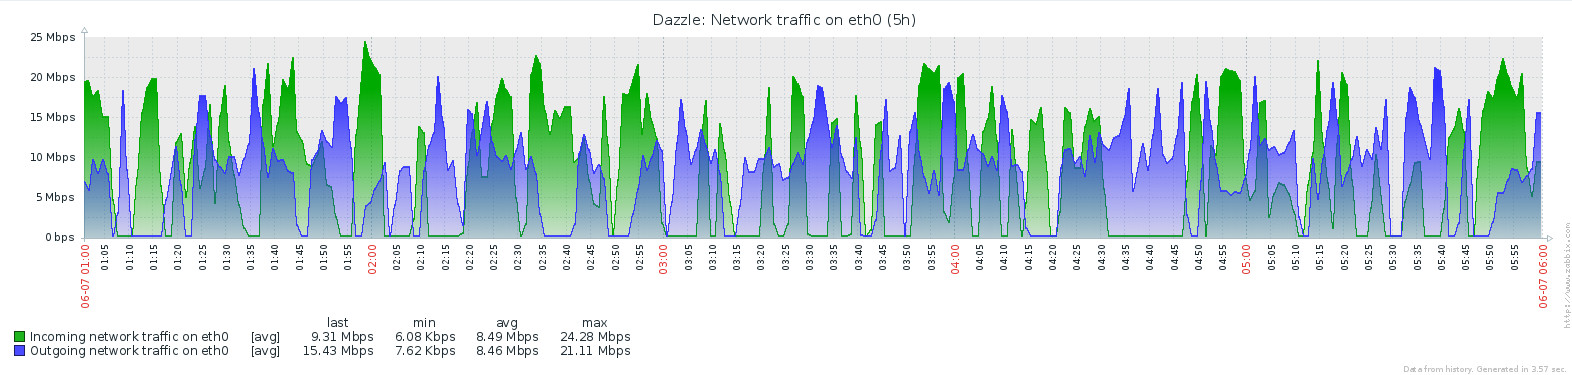 Dazzle: Network traffic on eth0 (5h)
25 Mbps
20 Mbps
15 Mbps
10 Mbps
5 Mbps
0 bps
06-07 01:00 01:05 01:10 01:15 01:20 01:25 01:30 01:35 01:40 01:45 01:50 01:55 02:00 02:05 02:10 02:15 02:20 02:25 02:30 02:35 02:40 02:45 02:50 02:55 03:00 03:05 03:10 03:15 03:20 03:25 03:30 03:35 03:40 03:45 03:50 03:55 04:00 04:05 04:10 04:15 04:20 04:25 04:30 04:35 04:40 04:45 04:50 04:55 05:00 05:05 05:10 05:15 05:20 05:25 05:30 05:35 05:40 05:45 05:50 05:55 06-07 06:00
last min avg max
Incoming network traffic on eth0 [avg] 9.31 Mbps 6.08 Kbps 8.49 Mbps 24.28 Mbps
Outgoing network traffic on eth0 [avg] 15.43 Mbps 7.62 Kbps 8.46 Mbps 21.11 Mbps
http://www.zabbix.com
Data from history. Generated in 3.57 sec.